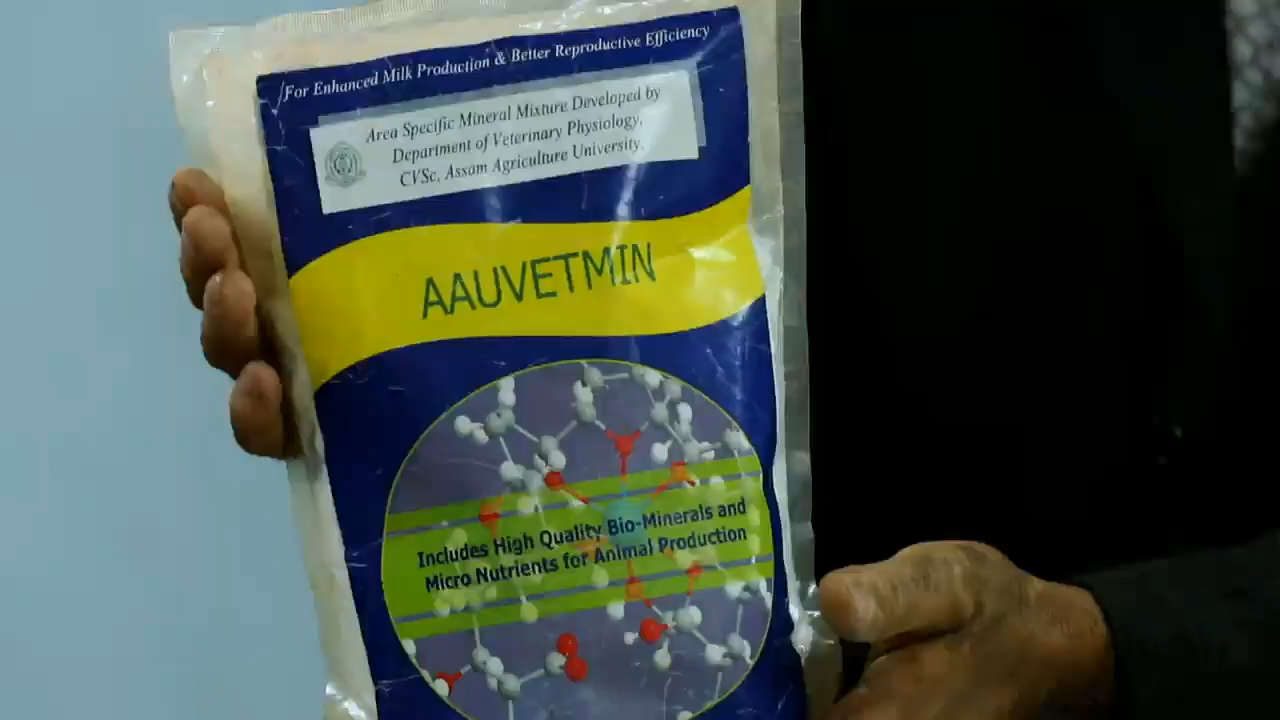 For Enhanced Milk Production & Better Reproductive Efficiency
Area Specific Mineral Mixture Developed by
Department of Veterinary Physiology,
CVSc, Assam Agriculture University.
AAUVETMIN
Includes High Quality Bio-Minerals and
Micro Nutrients for Animal Production